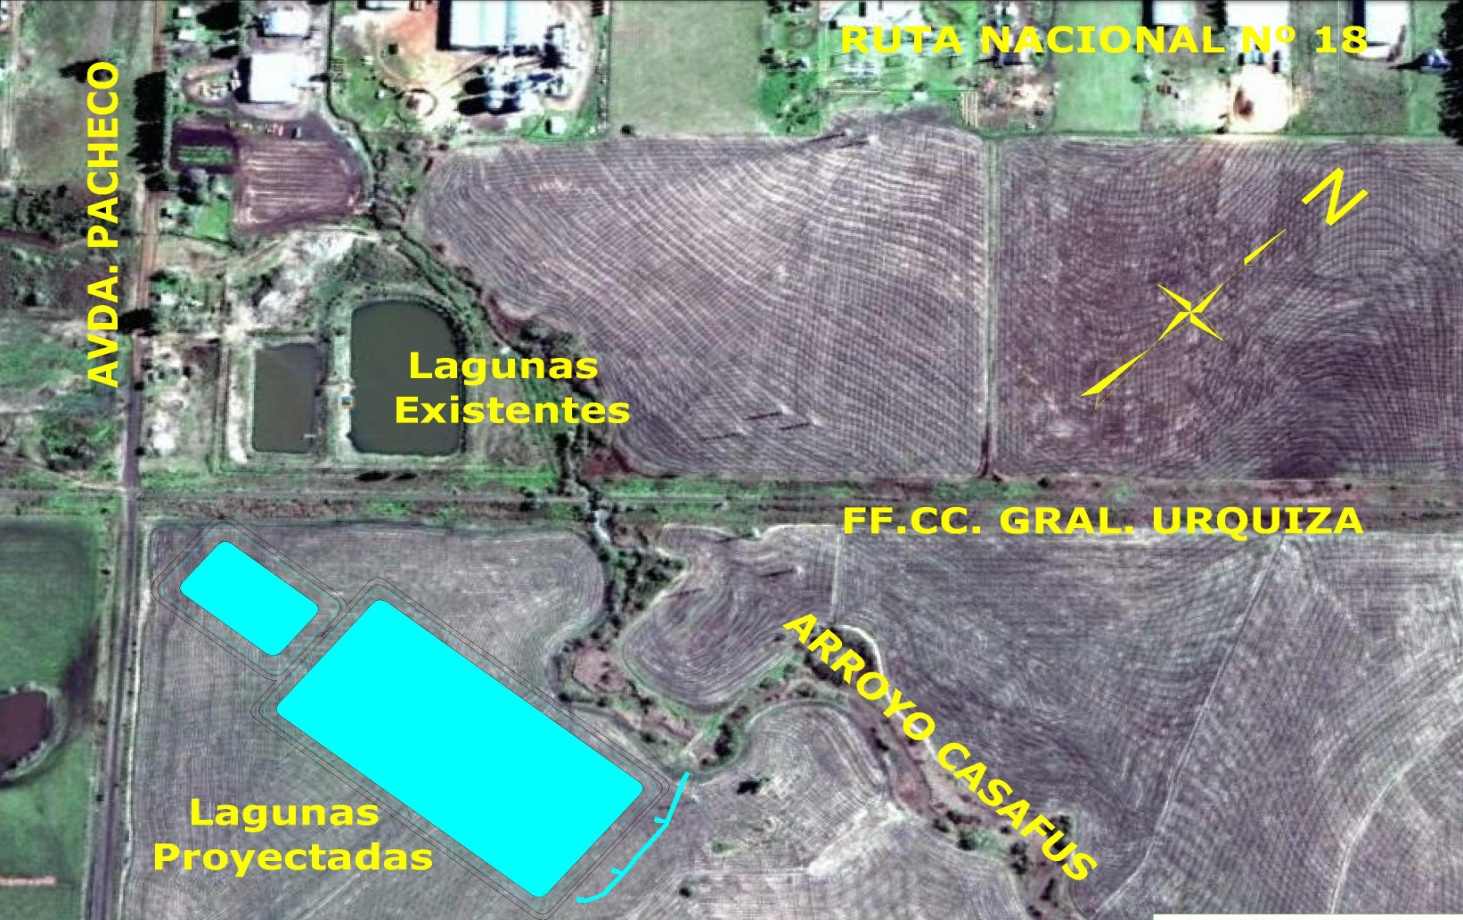 RUTA NACIONAL Nº 18
AVDA. PACHECO
N
Lagunas
Existentes
FF.CC. GRAL. URQUIZA
ARROYO CASAFUS
Lagunas
Proyectadas